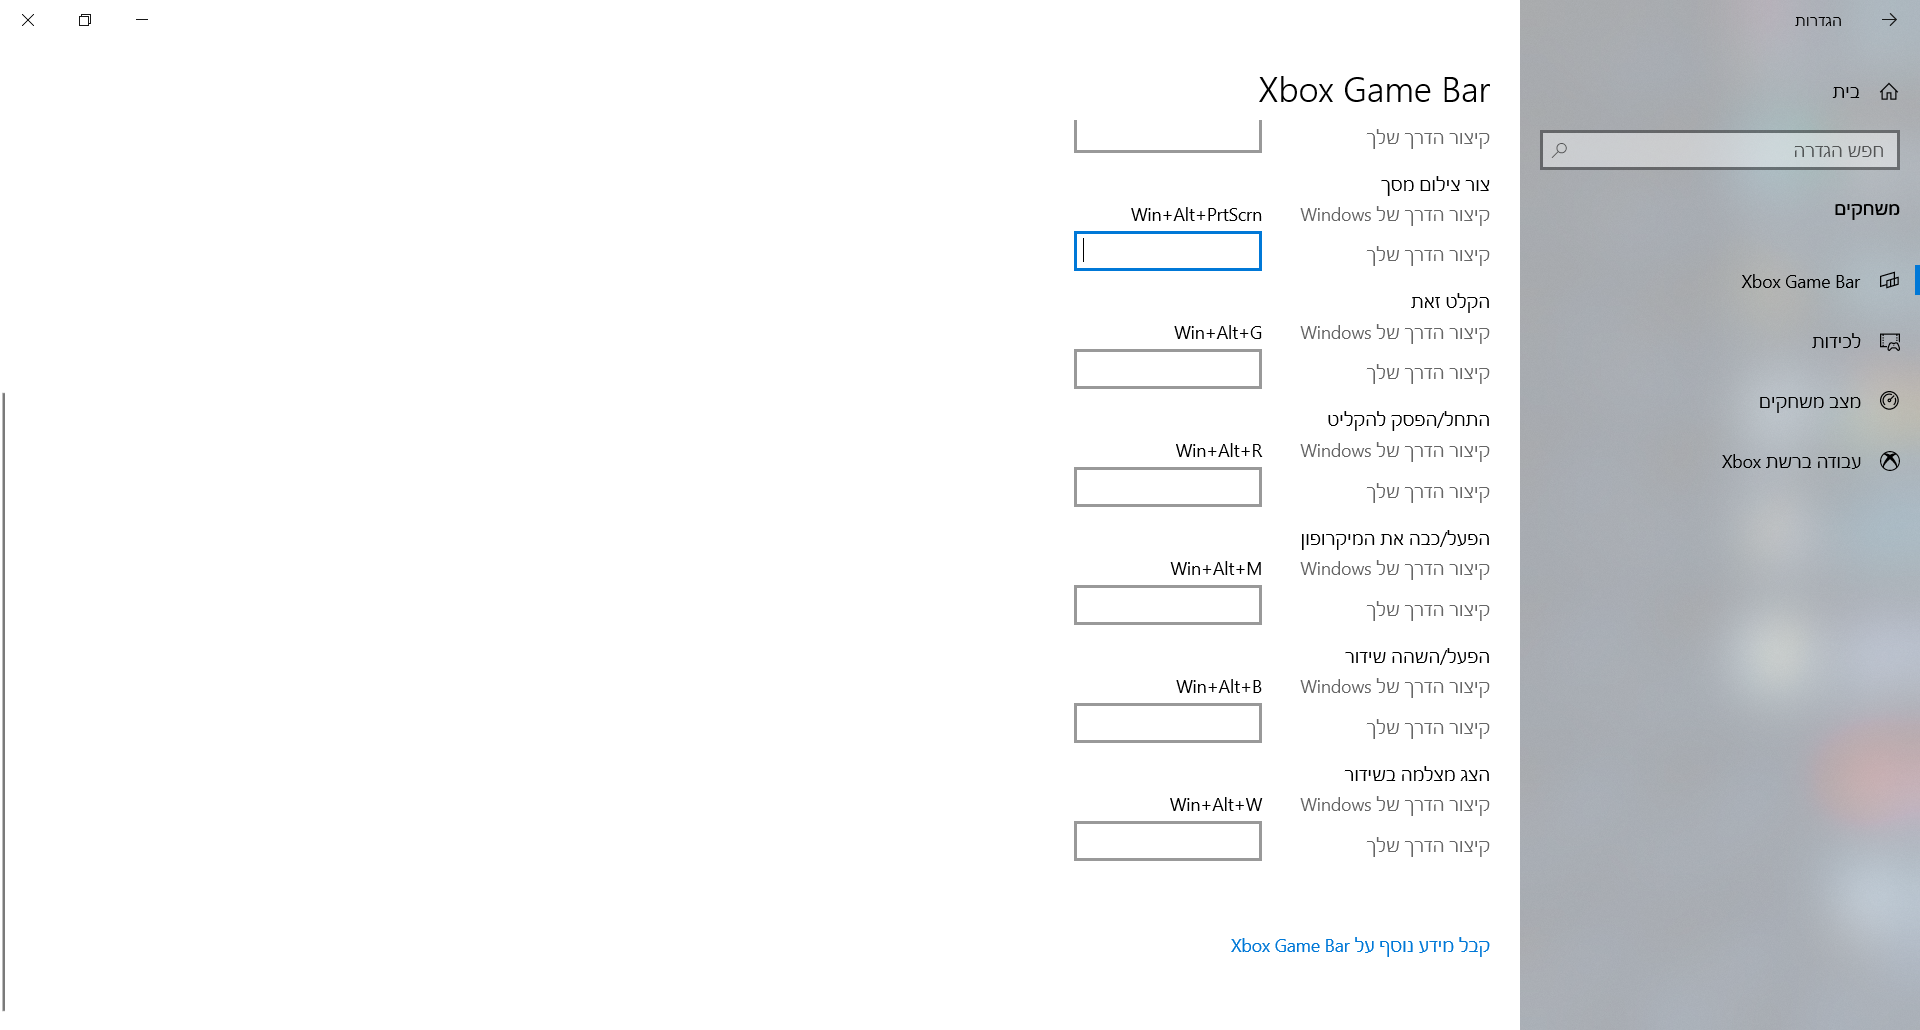 הגדרות
בית
חפש הגדרה
משחקים
Xbox Game Bar
לכידות
מצב משחקים
עבודה ברשת Xbox
Xbox Game Bar
קיצור הדרך שלך
צור צילום מסך
קיצור הדרך של Windows Win+Alt+PrtScrn
קיצור הדרך שלך
הקלט זאת
קיצור הדרך של Windows Win+Alt+G
קיצור הדרך שלך
התחל/הפסק להקליט
קיצור הדרך של Windows Win+Alt+R
קיצור הדרך שלך
הפעל/כבה את המיקרופון
קיצור הדרך של Windows Win+Alt+M
קיצור הדרך שלך
הפעל/השהה שידור
קיצור הדרך של Windows Win+Alt+B
קיצור הדרך שלך
הצג מצלמה בשידור
קיצור הדרך של Windows Win+Alt+W
קיצור הדרך שלך
קבל מידע נוסף על Xbox Game Bar